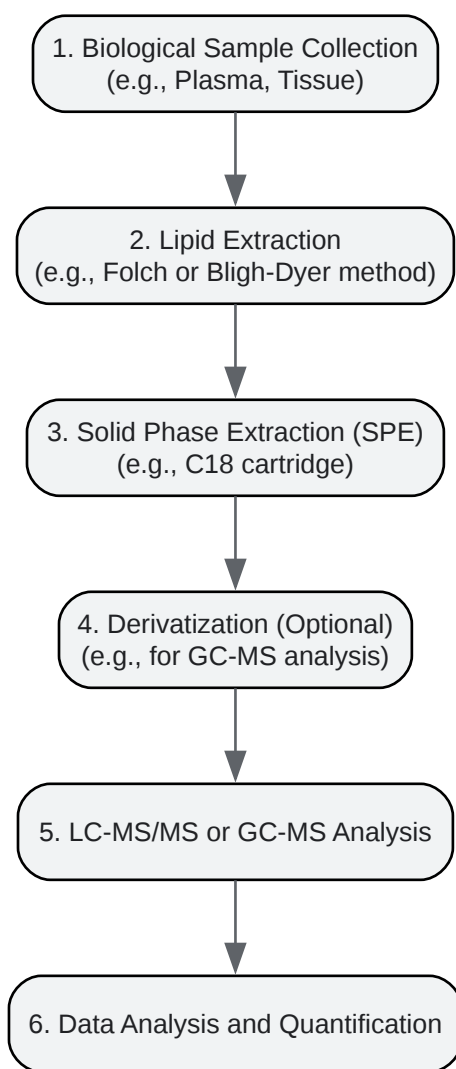 1. Biological Sample Collection
(e.g., Plasma, Tissue)
2. Lipid Extraction
(e.g., Folch or Bligh-Dyer method)
3. Solid Phase Extraction (SPE)
(e.g., C18 cartridge)
4. Derivatization (Optional)
(e.g., for GC-MS analysis)
5. LC-MS/MS or GC-MS Analysis
6. Data Analysis and Quantification